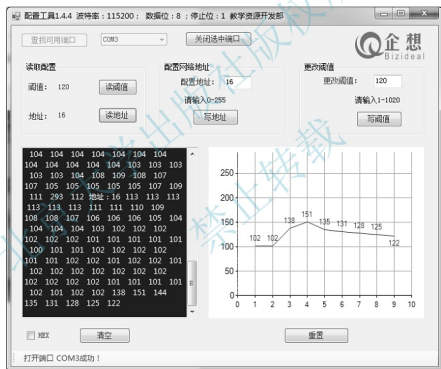 配置工具1.4.4 波特率：115200； 数据位：8 ；停止位：1 教学资源开发部
查找可用端口 COM3 关闭选中端口
企想
Bizideal
读取配置 配置网络地址 更改阈值
阈值： 120 读阈值 配置地址： 16 更改阈值： 120
请输入0-255 请输入1-1020
地址： 16 读地址 写地址 写阈值
104 104 104 104 104 104 104
104 104 104 104 104 103 103 103
103 103 104 108 109 108 107
107 105 105 105 105 105 107 109
111 293 112 地址：16 113 113 113
113 113 113 111 111 110 109
108 108 107 106 106 106 105 104
104 104 104 103 102 102 102
102 102 102 101 101 101 101 101
100 101 101 102 102 102 102
101 101 102 102 102 101 102 101
102 102 102 102 102 102 102
102 102 102 101 101 101 101 101
102 101 102 102 138 151 144
135 131 128 125 122
250
200
150
100
50
0
102 102 138 151 135 131 128 125 122
0 1 2 3 4 5 6 7 8 9 10
HEX 清空 重置
打开端口 COM3成功！
禁止转载